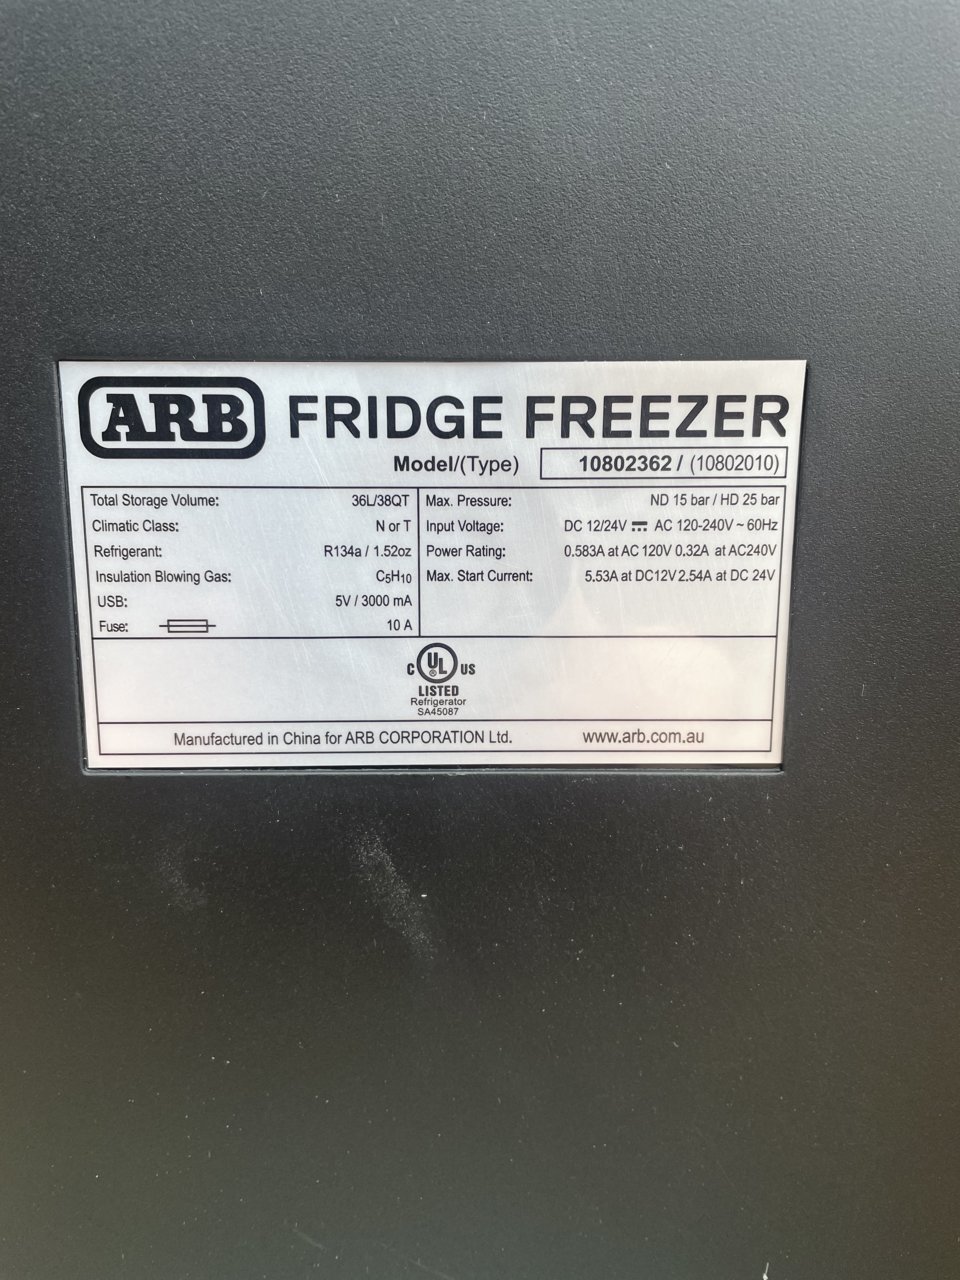 ARB FRIDGE FREEZER
Model/(Type) 10802362 / (10802010)
Total Storage Volume: 36L/38QT
Climatic Class: N or T
Refrigerant: R134a / 1.52oz
Insulation Blowing Gas: C5H10
USB: 5V / 3000 mA
Fuse: 10 A
Max. Pressure: ND 15 bar / HD 25 bar
Input Voltage: DC 12/24V ⎓ AC 120-240V ~ 60Hz
Power Rating: 0.583A at AC 120V 0.32A at AC240V
Max. Start Current: 5.53A at DC12V 2.54A at DC 24V
C UL ® US
LISTED
Refrigerator
SA45087
Manufactured in China for ARB CORPORATION Ltd. www.arb.com.au